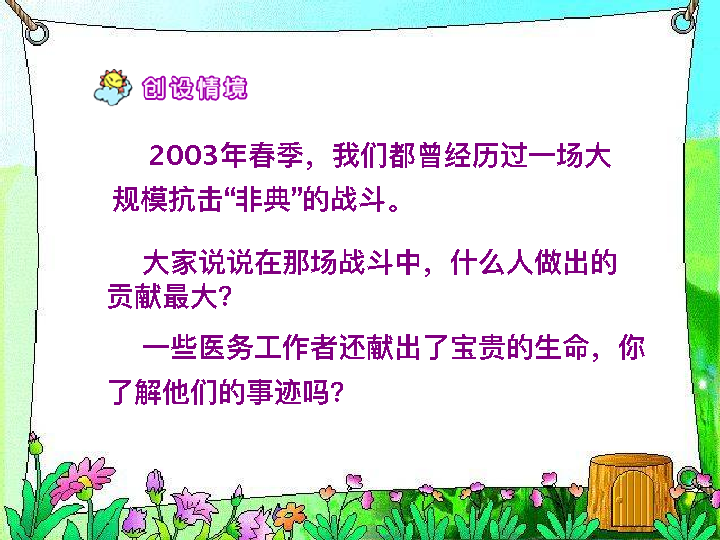 创设情境
2003年春季，我们都曾经历过一场大
规模抗击“非典”的战斗。
大家说说在那场战斗中，什么人做出的
贡献最大？
一些医务工作者还献出了宝贵的生命，你
了解他们的事迹吗？